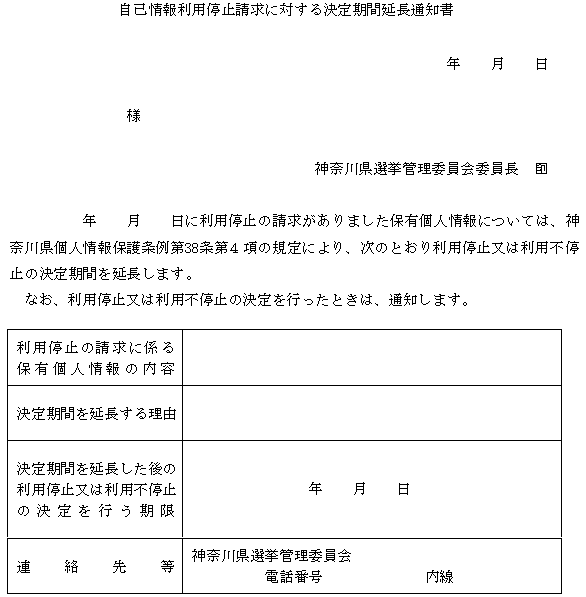 自己情報利用停止請求に対する決定期間延長通知書
年　　月　　日
様
神奈川県選挙管理委員会委員長　印
年　　月　　日に利用停止の請求がありました保有個人情報については、神
奈川県個人情報保護条例第38条第４項の規定により、次のとおり利用停止又は利用不停
止の決定期間を延長します。
なお、利用停止又は利用不停止の決定を行ったときは、通知します。
利用停止の請求に係る
保有個人情報の内容
決定期間を延長する理由
決定期間を延長した後の
利用停止又は利用不停止
の決定を行う期限
年　　月　　日
連絡先等
神奈川県選挙管理委員会
電話番号　　　　　　　内線